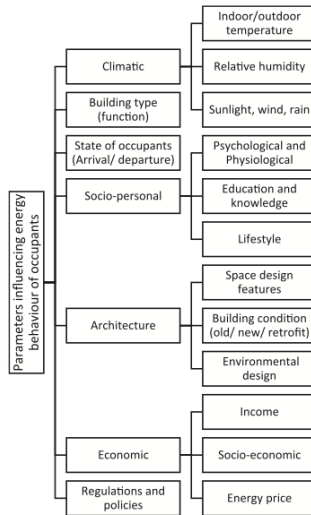 Parameters influencing energy
behaviour of occupants
Climatic
Indoor/outdoor
temperature
Relative humidity
Sunlight, wind, rain
Building type
(function)
State of occupants
(Arrival/ departure)
Socio-personal
Psychological and
Physiological
Education and
knowledge
Lifestyle
Architecture
Space design
features
Building condition
(old/ new/ retrofit)
Environmental
design
Economic
Income
Socio-economic
Energy price
Regulations and
policies